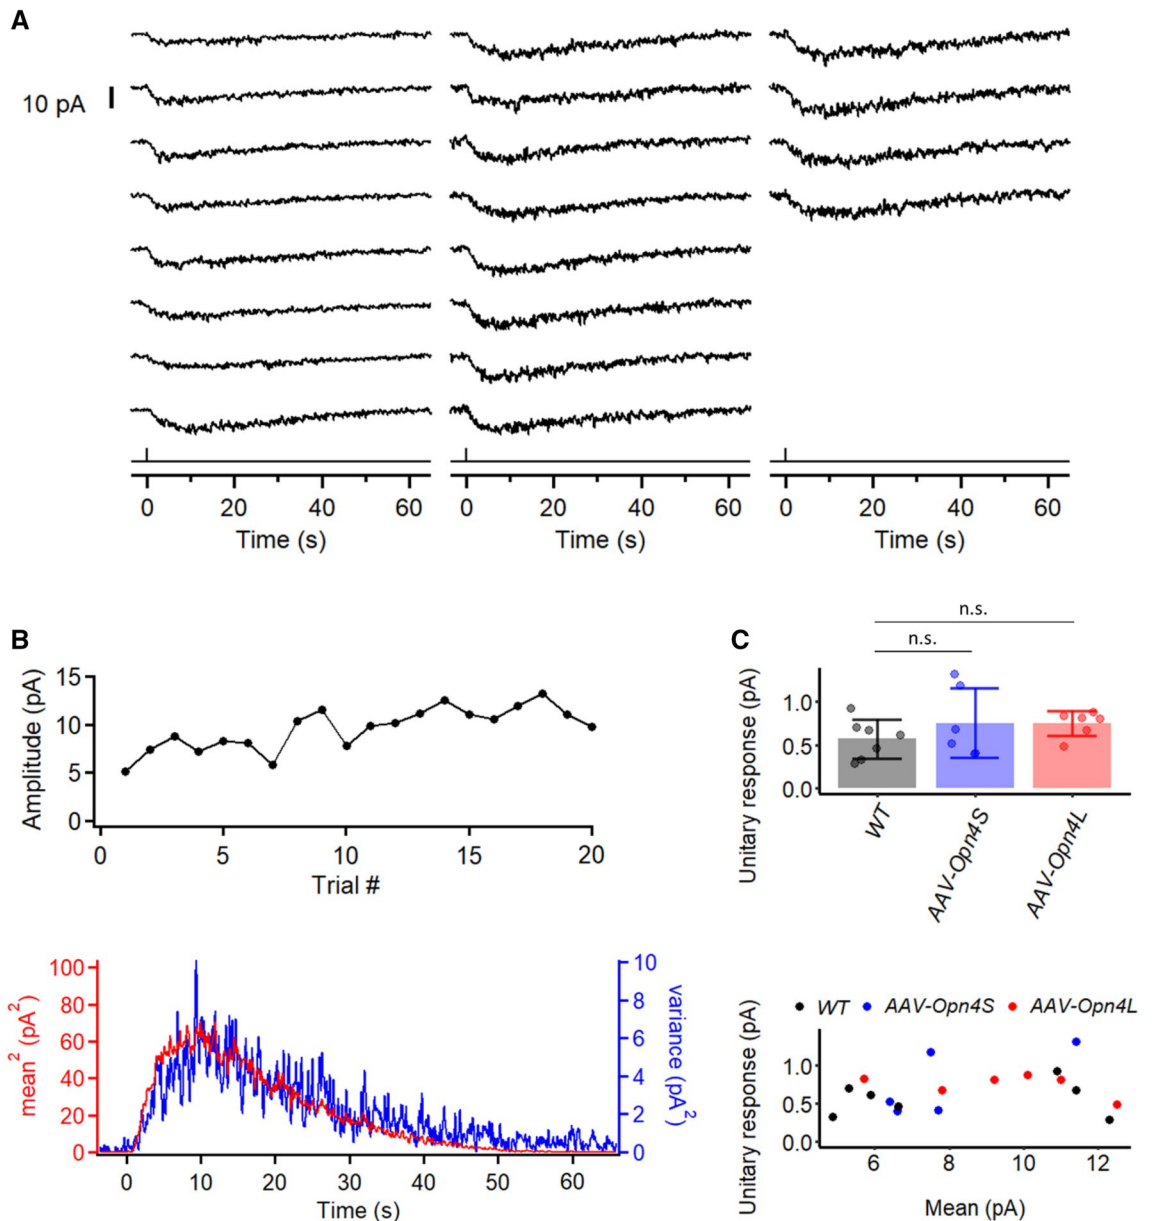 A
10 pA
0 20 40 60
0 20 40 60
0 20 40 60
Time (s)
Time (s)
Time (s)
B
Amplitude (pA)
15
10
5
0
0 5 10 15 20
Trial #
mean² (pA²)
100
80
60
40
20
0
10
8
6
4
2
0
variance (pA²)
0 10 20 30 40 50 60
Time (s)
C
n.s.
n.s.
Unitary response (pA)
1.0
0.5
0.0
WT
AAV-Opn4S
AAV-Opn4L
WT AAV-Opn4S AAV-Opn4L
Unitary response (pA)
1.0
0.5
0.0
6 8 10 12
Mean (pA)